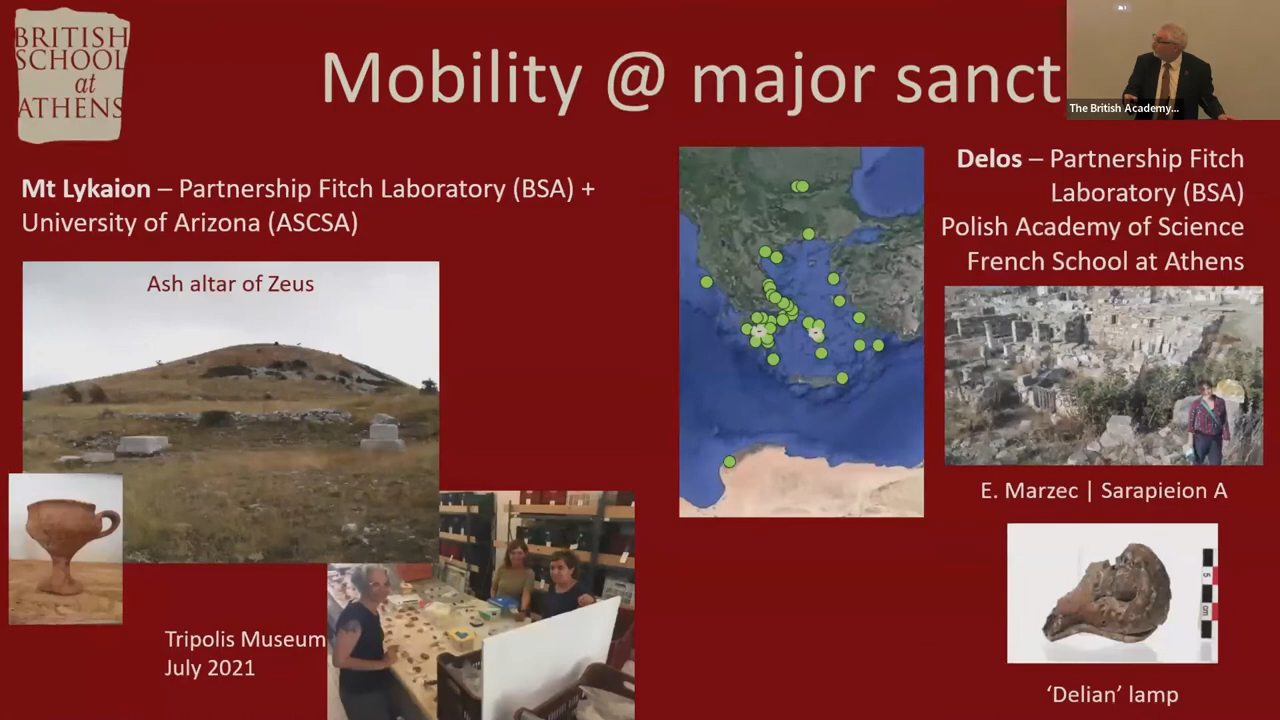 BRITISH
SCHOOL
at
ATHENS
Mobility @ major sanct
The British Academy...
Mt Lykaion – Partnership Fitch Laboratory (BSA) +
University of Arizona (ASCSA)
Ash altar of Zeus
Tripolis Museum
July 2021
Delos – Partnership Fitch
Laboratory (BSA)
Polish Academy of Science
French School at Athens
E. Marzec | Sarapieion A
5
cm
‘Delian’ lamp